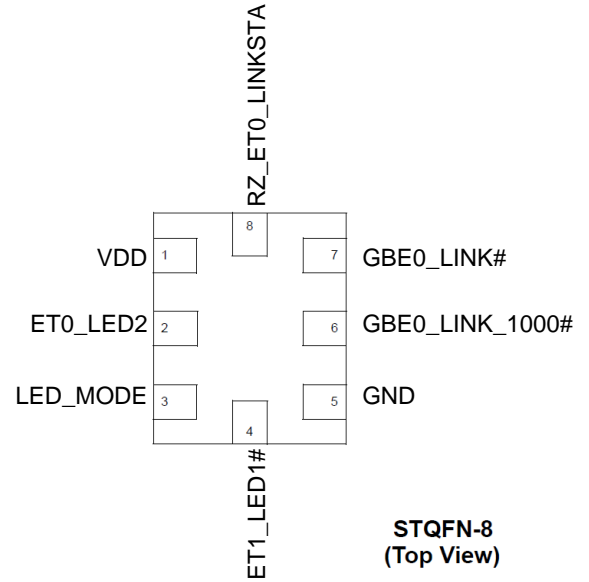 RZ_ET0_LINKSTA
8
VDD 1
7 GBE0_LINK#
ET0_LED2 2
6 GBE0_LINK_1000#
LED_MODE 3
5 GND
4
ET1_LED1#
STQFN-8
(Top View)